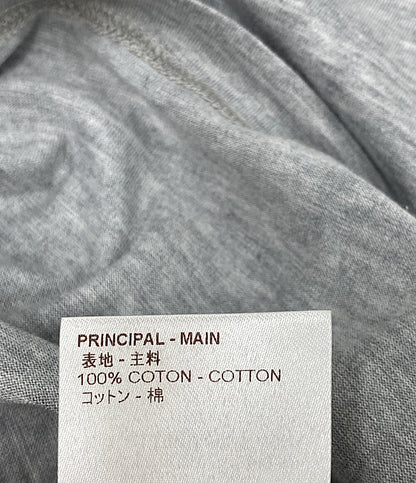 PRINCIPAL - MAIN
表地 - 主料
100% COTON - COTTON
コットン - 棉